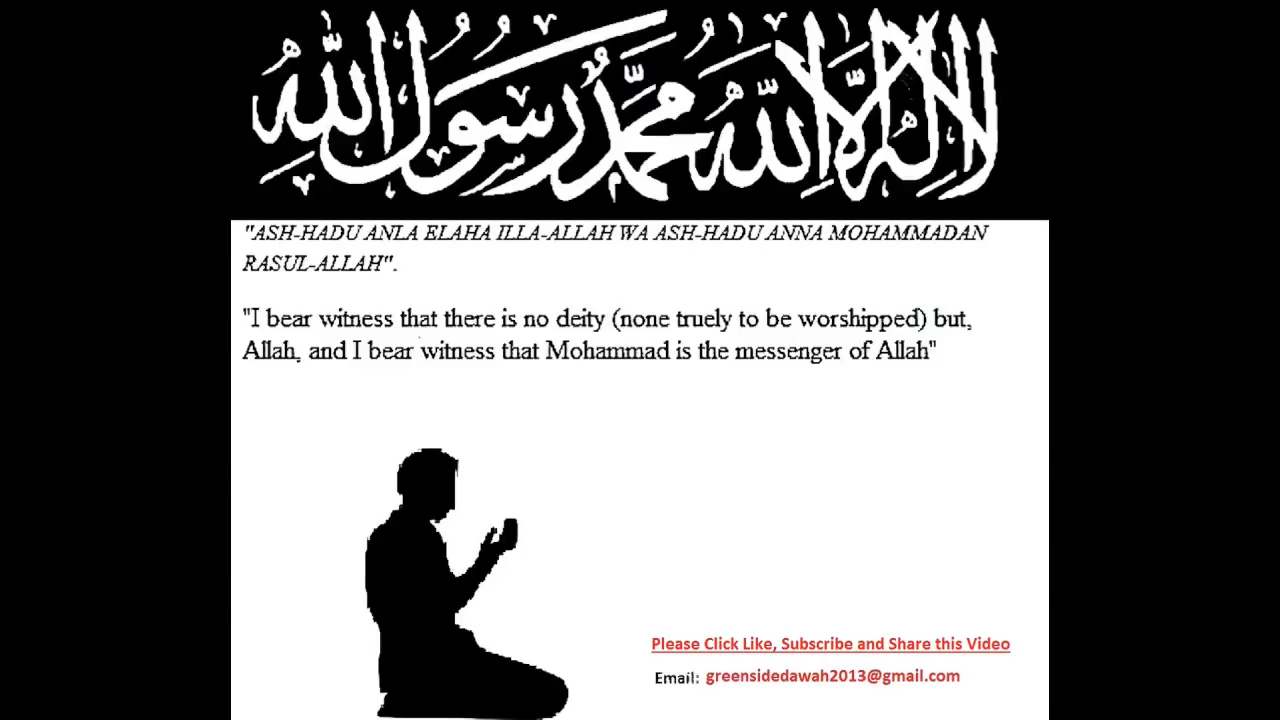 لا إله إلا الله محمد رسول الله
"ASH-HADU ANLA ELAHA ILLA-ALLAH WA ASH-HADU ANNA MOHAMMADAN
RASUL-ALLAH".
"I bear witness that there is no deity (none truely to be worshipped) but,
Allah, and I bear witness that Mohammad is the messenger of Allah"
Please Click Like, Subscribe and Share this Video
Email: greensidedawah2013@gmail.com